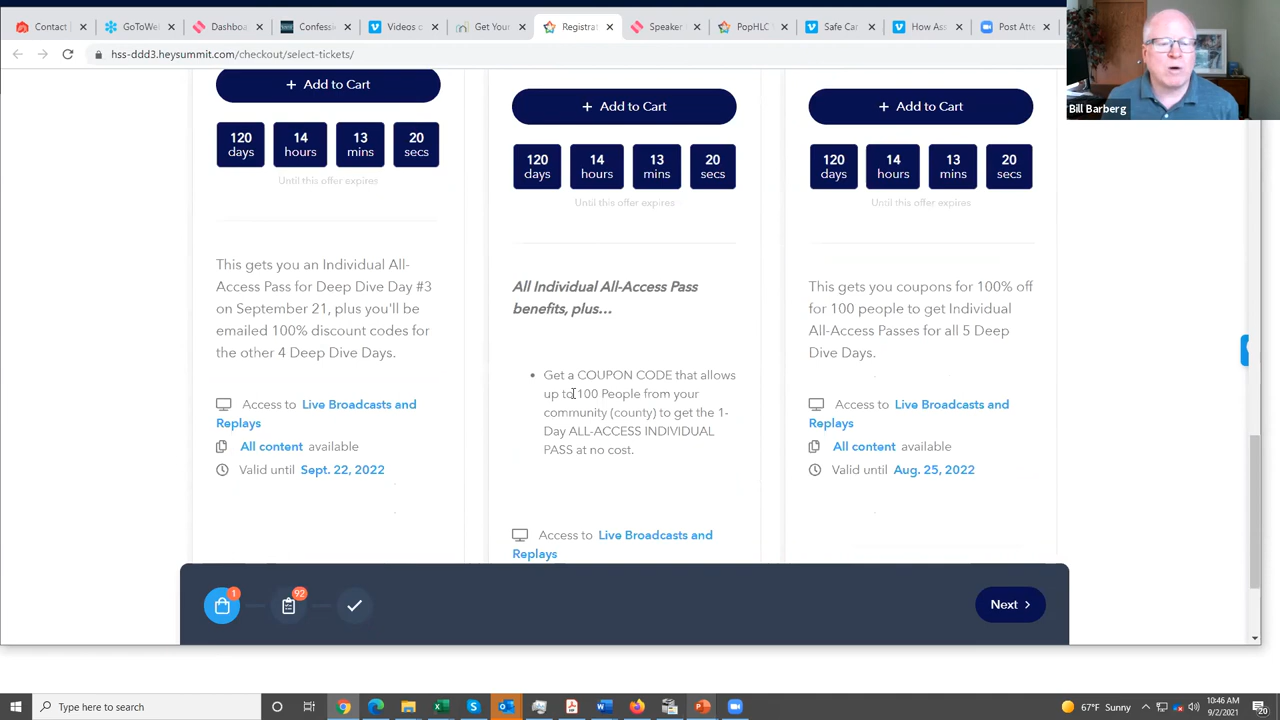 Contact
GoToWe
Dashboa
Confessi
Videos c
Get Your
Registra
Speaker
PopHLC
Safe Car
How Ass
Post Atte
hss-ddd3.heysummit.com/checkout/select-tickets/
Bill Barberg
+ Add to Cart
120 days
14 hours
13 mins
20 secs
Until this offer expires
This gets you an Individual All-
Access Pass for Deep Dive Day #3
on September 21, plus you'll be
emailed 100% discount codes for
the other 4 Deep Dive Days.
Access to Live Broadcasts and
Replays
All content available
Valid until Sept. 22, 2022
+ Add to Cart
120 days
14 hours
13 mins
20 secs
Until this offer expires
All Individual All-Access Pass
benefits, plus…
• Get a COUPON CODE that allows
up to 100 People from your
community (county) to get the 1-
Day ALL-ACCESS INDIVIDUAL
PASS at no cost.
Access to Live Broadcasts and
Replays
+ Add to Cart
120 days
14 hours
13 mins
20 secs
Until this offer expires
This gets you coupons for 100% off
for 100 people to get Individual
All-Access Passes for all 5 Deep
Dive Days.
Access to Live Broadcasts and
Replays
All content available
Valid until Aug. 25, 2022
1
92
Next
Type here to search
67°F Sunny
10:46 AM
9/2/2021
20